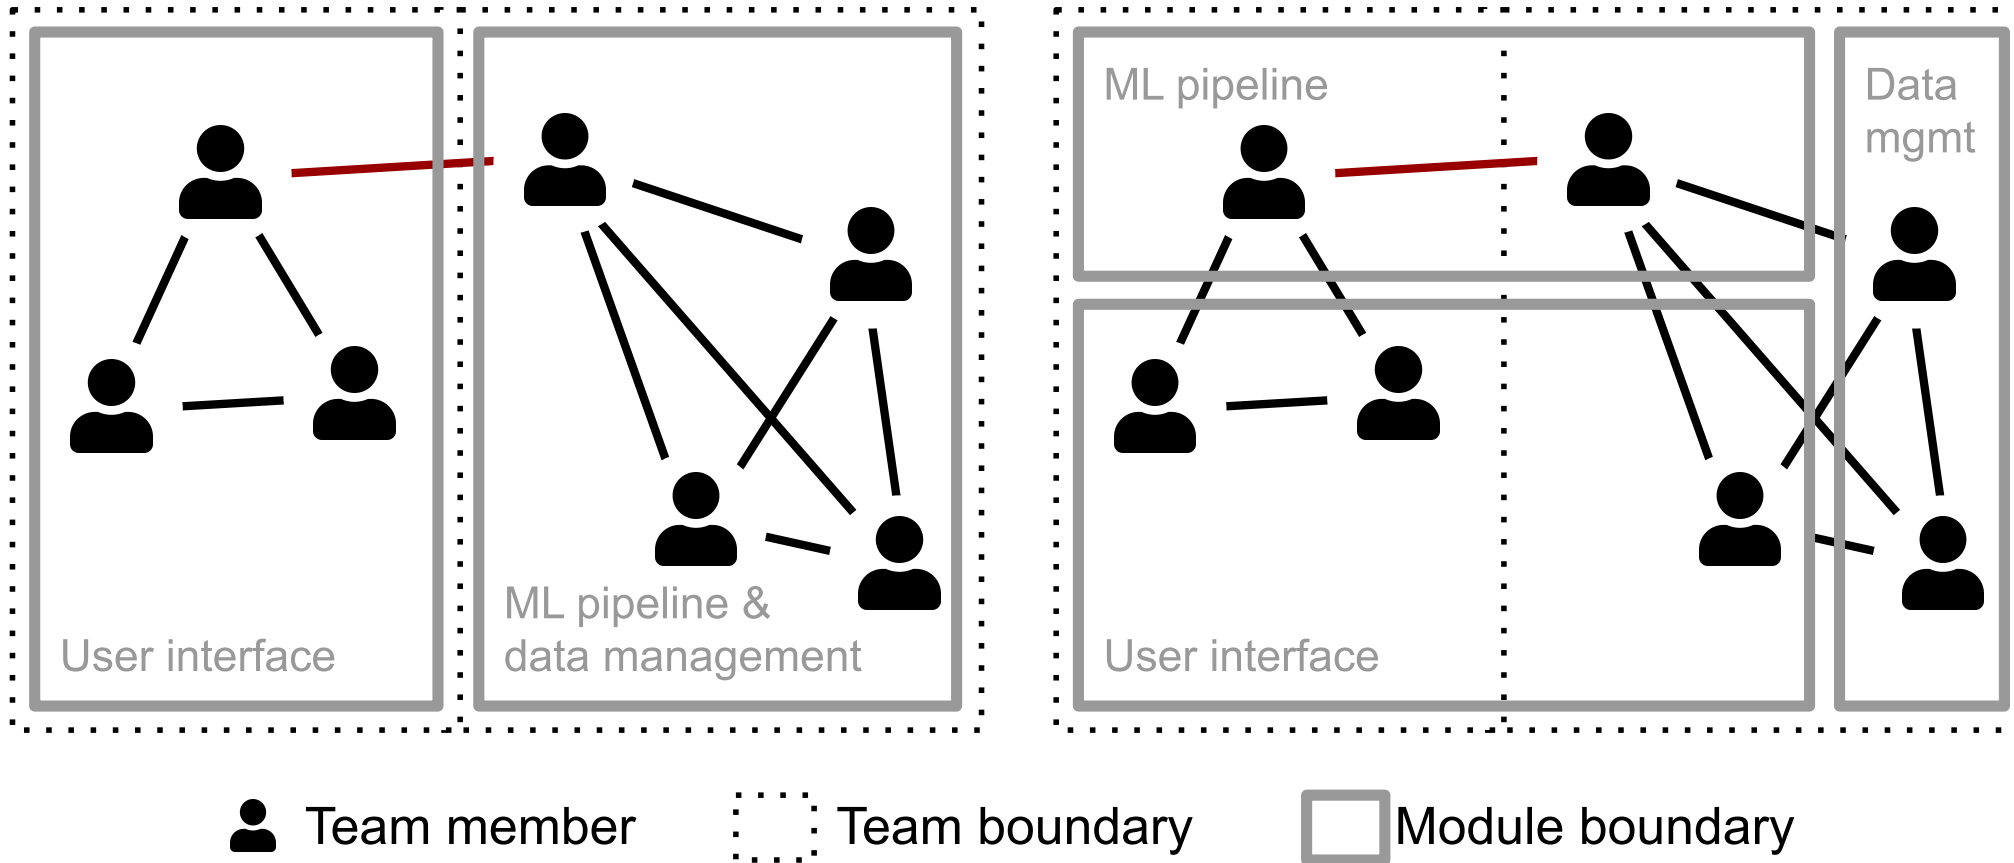 User interface
ML pipeline &
data management
ML pipeline
Data
mgmt
User interface
Team member
Team boundary
Module boundary